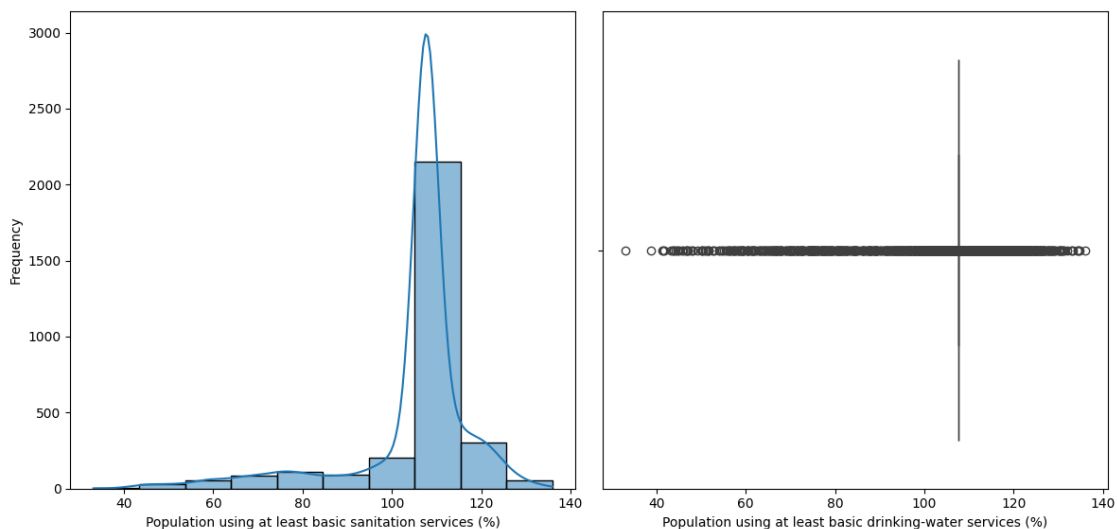 3000
2500
2000
1500
1000
500
0
Frequency
40 60 80 100 120 140
Population using at least basic sanitation services (%)
40 60 80 100 120 140
Population using at least basic drinking-water services (%)